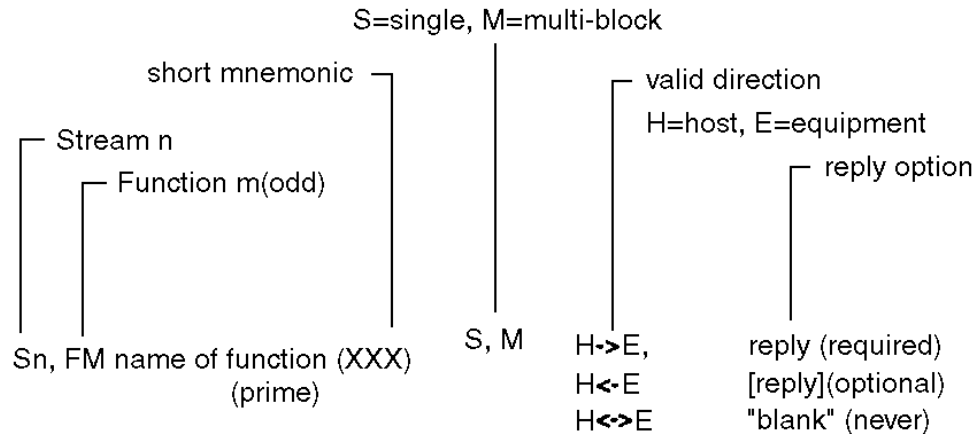 S=single, M=multi-block
short mnemonic
valid direction
H=host, E=equipment
Stream n
reply option
Function m(odd)
Sn, FM name of function (XXX)
(prime)
S, M
H->E,
reply (required)
H<-E
[reply](optional)
H<->E
"blank" (never)